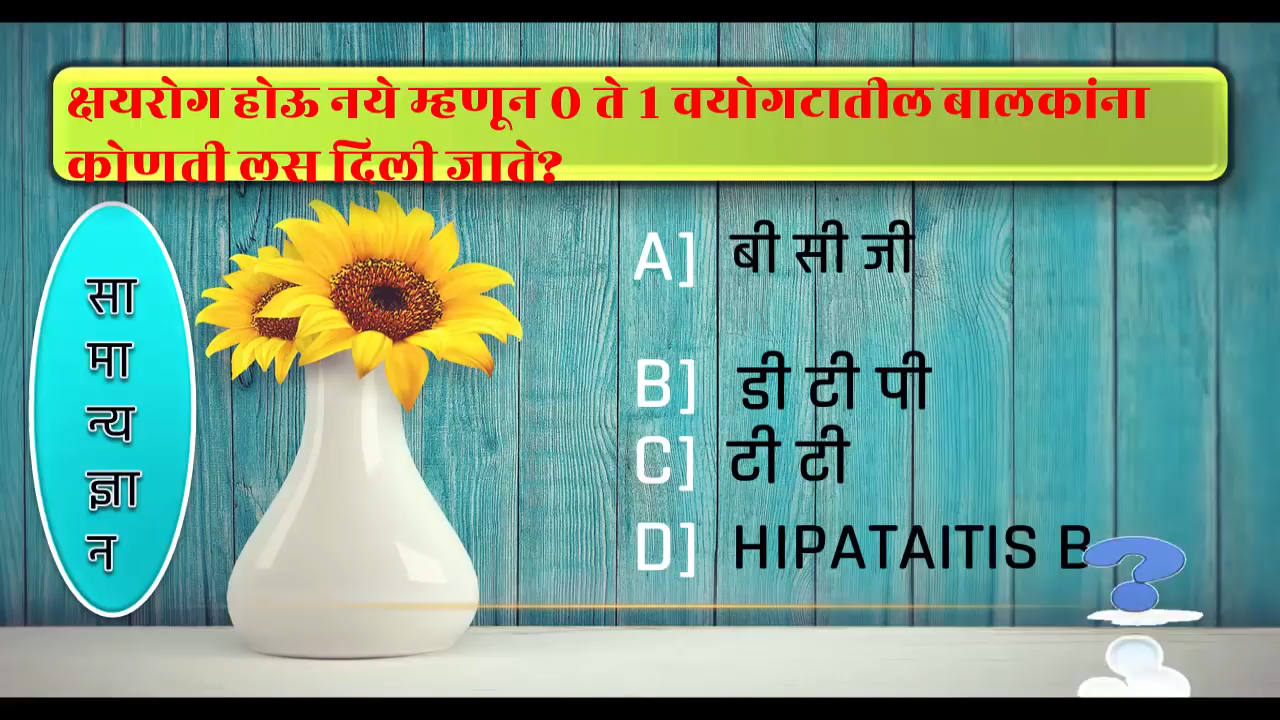 क्षयरोग होऊ नये म्हणून 0 ते 1 वयोगटातील बालकांना
कोणती लस दिली जाते?
सा
मा
न्य
ज्ञा
न
A] बी सी जी
B] डी टी पी
C] टी टी
D] HIPATAITIS B
?